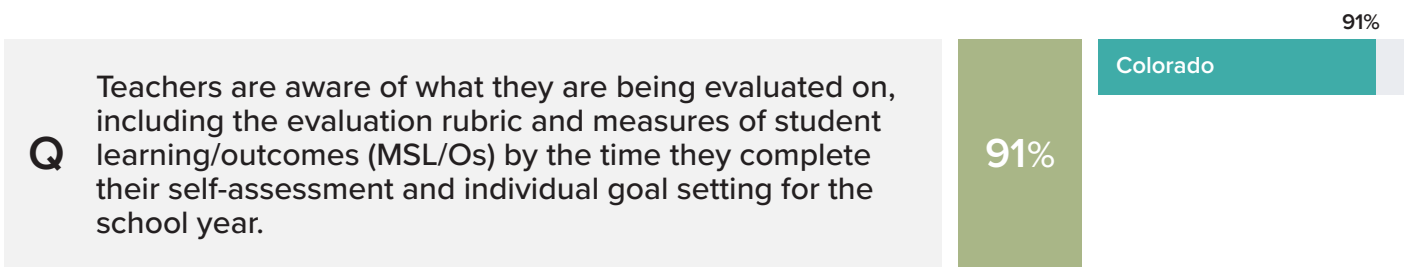 91%
Colorado
Q
Teachers are aware of what they are being evaluated on,
including the evaluation rubric and measures of student
learning/outcomes (MSL/Os) by the time they complete
their self-assessment and individual goal setting for the
school year.
91%